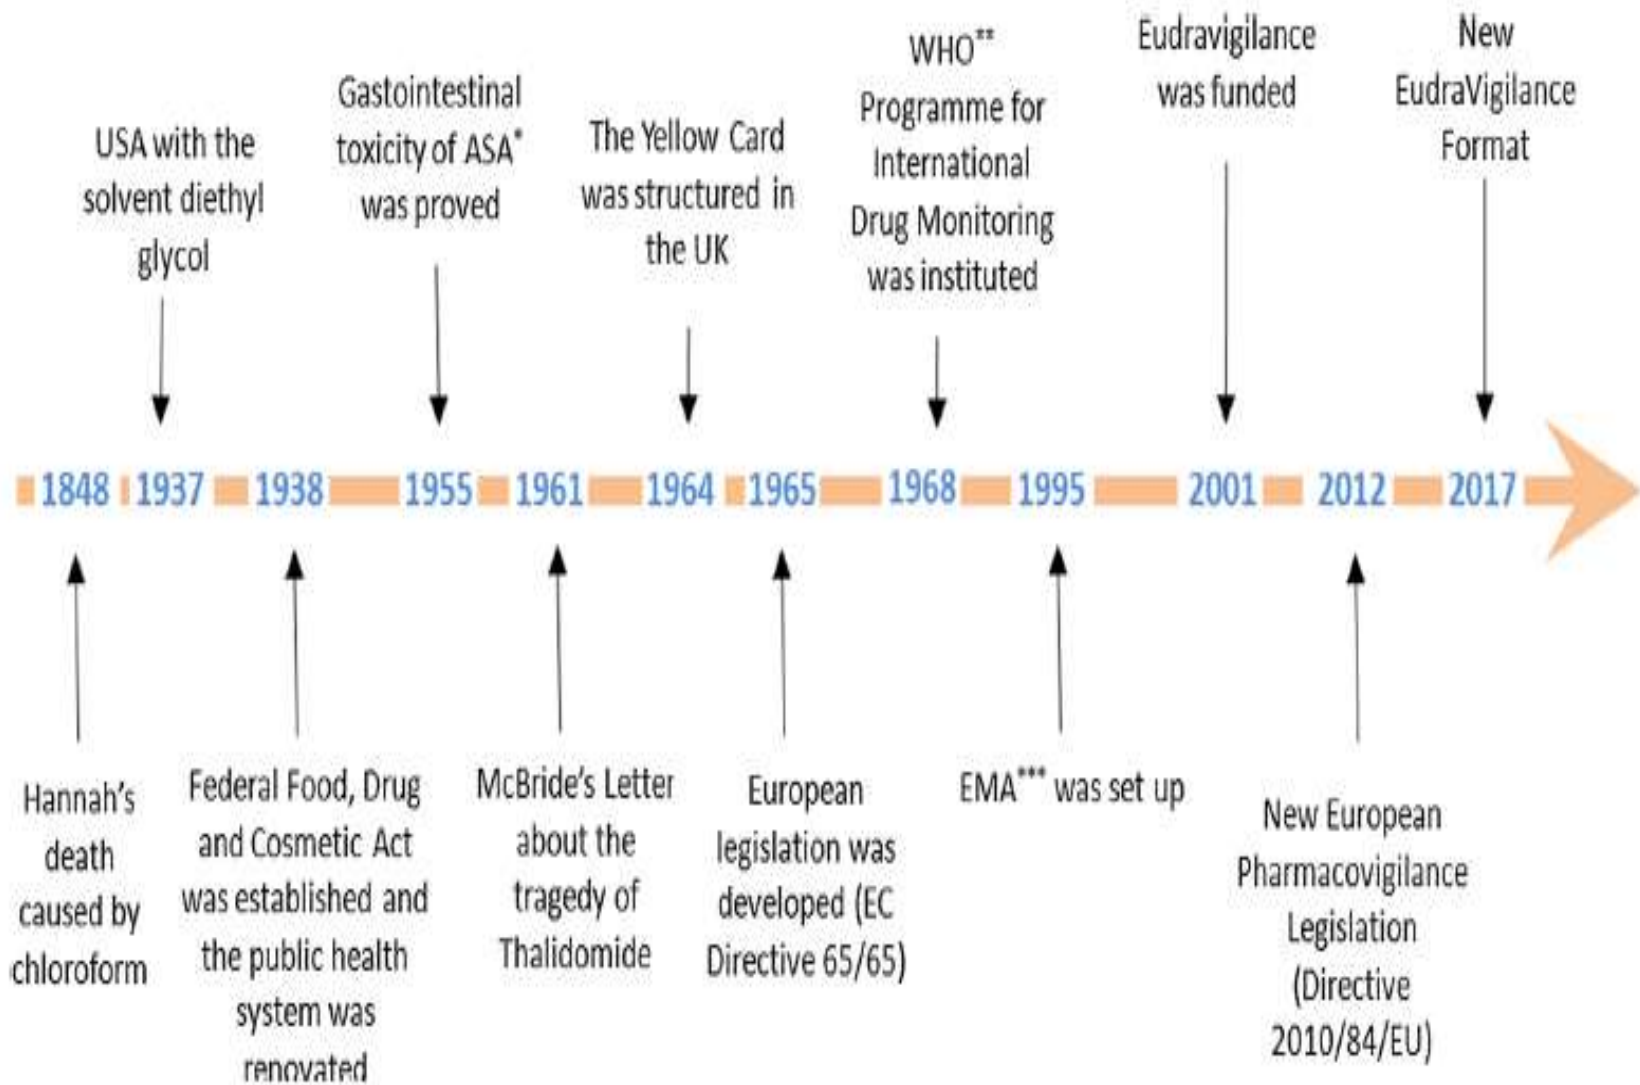 USA with the
solvent diethyl
glycol
Gastointestinal
toxicity of ASA*
was proved
The Yellow Card
was structured in
the UK
WHO**
Programme for
International
Drug Monitoring
was instituted
Eudravigilance
was funded
New
EudraVigilance
Format
1848 1937 1938 1955 1961 1964 1965 1968 1995 2001 2012 2017
Hannah's
death
caused by
chloroform
Federal Food, Drug
and Cosmetic Act
was established and
the public health
system was
renovated
McBride's Letter
about the
tragedy of
Thalidomide
European
legislation was
developed (EC
Directive 65/65)
EMA*** was set up
New European
Pharmacovigilance
Legislation
(Directive
2010/84/EU)